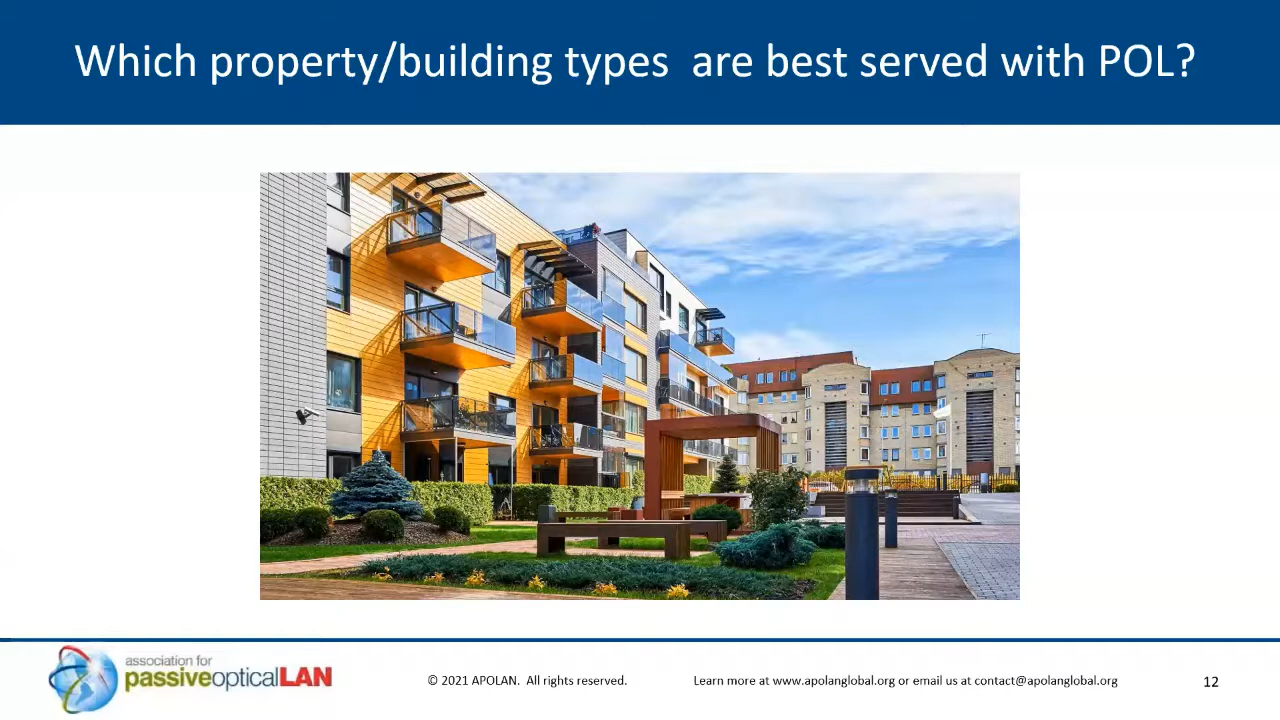 Which property/building types  are best served with POL?
association for
passiveopticalLAN
© 2021 APOLAN.  All rights reserved.
Learn more at www.apolanglobal.org or email us at contact@apolanglobal.org
12